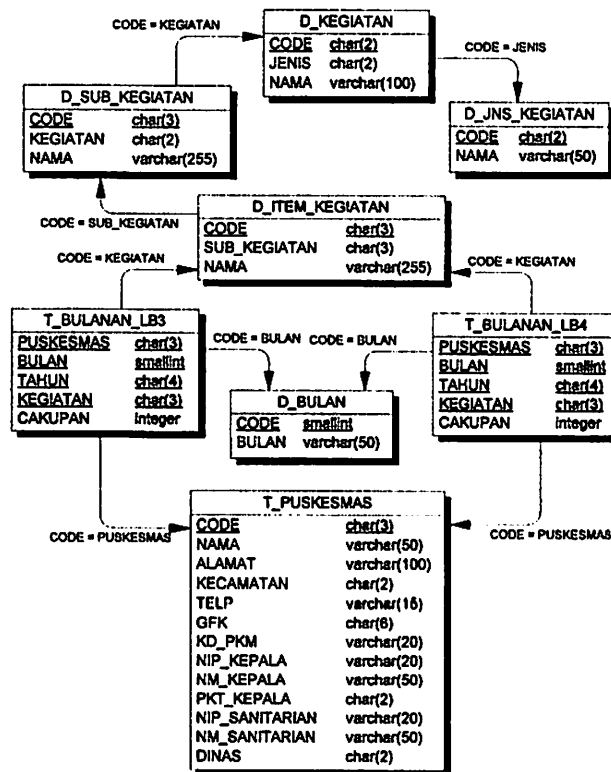 D_KEGIATAN
CODE char(2)
JENIS char(2)
NAMA varchar(100)
CODE = KEGIATAN
CODE = JENIS
D_SUB_KEGIATAN
CODE char(3)
KEGIATAN char(2)
NAMA varchar(255)
D_JNS_KEGIATAN
CODE char(2)
NAMA varchar(50)
CODE = SUB_KEGIATAN
D_ITEM_KEGIATAN
CODE char(3)
SUB_KEGIATAN char(3)
NAMA varchar(255)
CODE = KEGIATAN
CODE = KEGIATAN
T_BULANAN_LB3
PUSKESMAS char(3)
BULAN smallint
TAHUN char(4)
KEGIATAN char(3)
CAKUPAN integer
CODE = BULAN
CODE = BULAN
T_BULANAN_LB4
PUSKESMAS char(3)
BULAN smallint
TAHUN char(4)
KEGIATAN char(3)
CAKUPAN integer
D_BULAN
CODE smallint
BULAN varchar(50)
CODE = PUSKESMAS
CODE = PUSKESMAS
T_PUSKESMAS
CODE char(3)
NAMA varchar(50)
ALAMAT varchar(100)
KECAMATAN char(2)
TELP varchar(15)
GFK char(6)
KD_PKM varchar(20)
NIP_KEPALA varchar(20)
NM_KEPALA varchar(50)
PKT_KEPALA char(2)
NIP_SANITARIAN varchar(20)
NM_SANITARIAN varchar(50)
DINAS char(2)